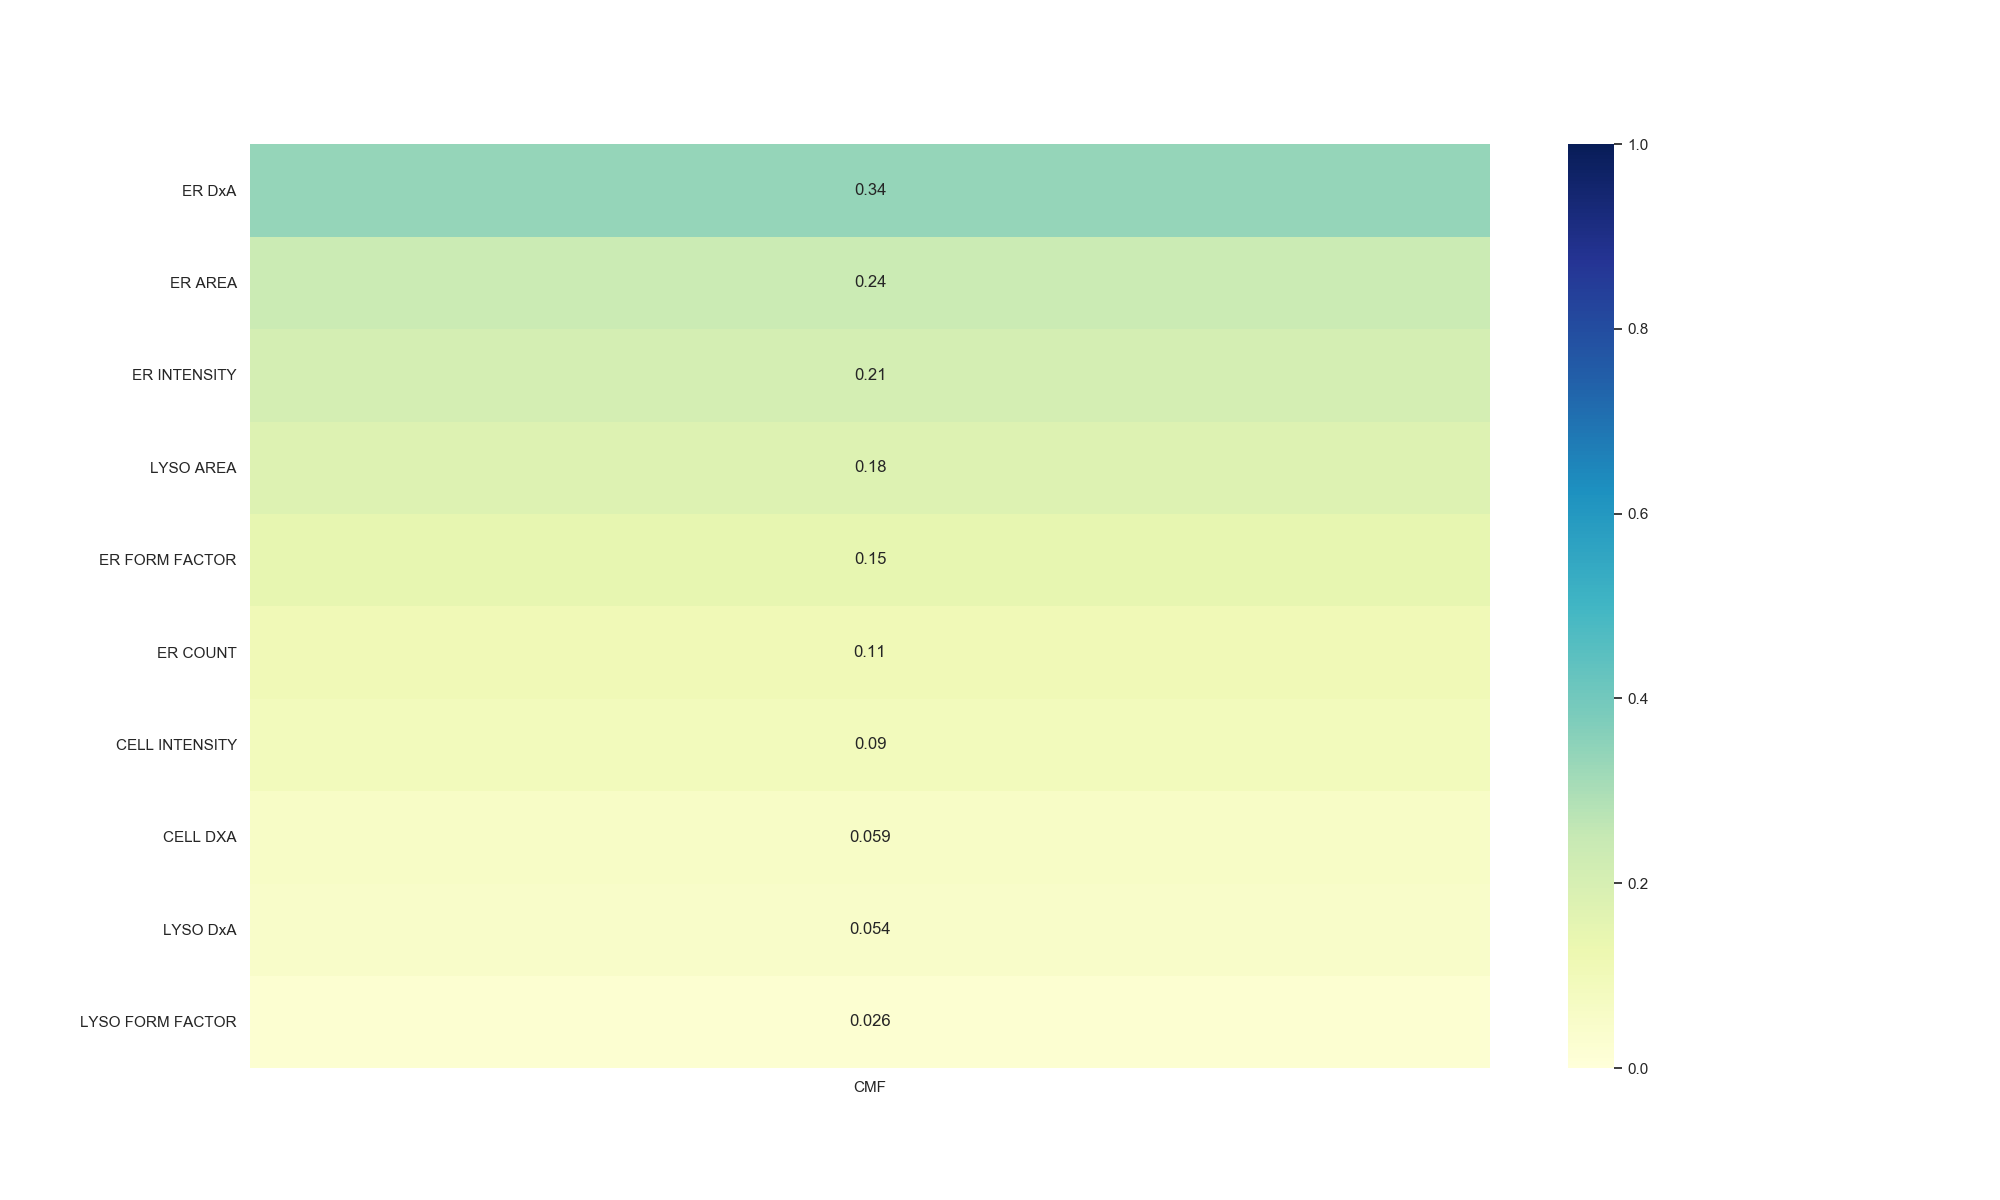 ER DxA 0.34
ER AREA 0.24
ER INTENSITY 0.21
LYSO AREA 0.18
ER FORM FACTOR 0.15
ER COUNT 0.11
CELL INTENSITY 0.09
CELL DXA 0.059
LYSO DxA 0.054
LYSO FORM FACTOR 0.026
CMF
1.0
0.8
0.6
0.4
0.2
0.0